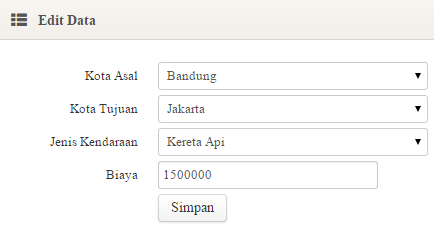 Edit Data
Kota Asal Bandung
Kota Tujuan Jakarta
Jenis Kendaraan Kereta Api
Biaya 1500000
Simpan